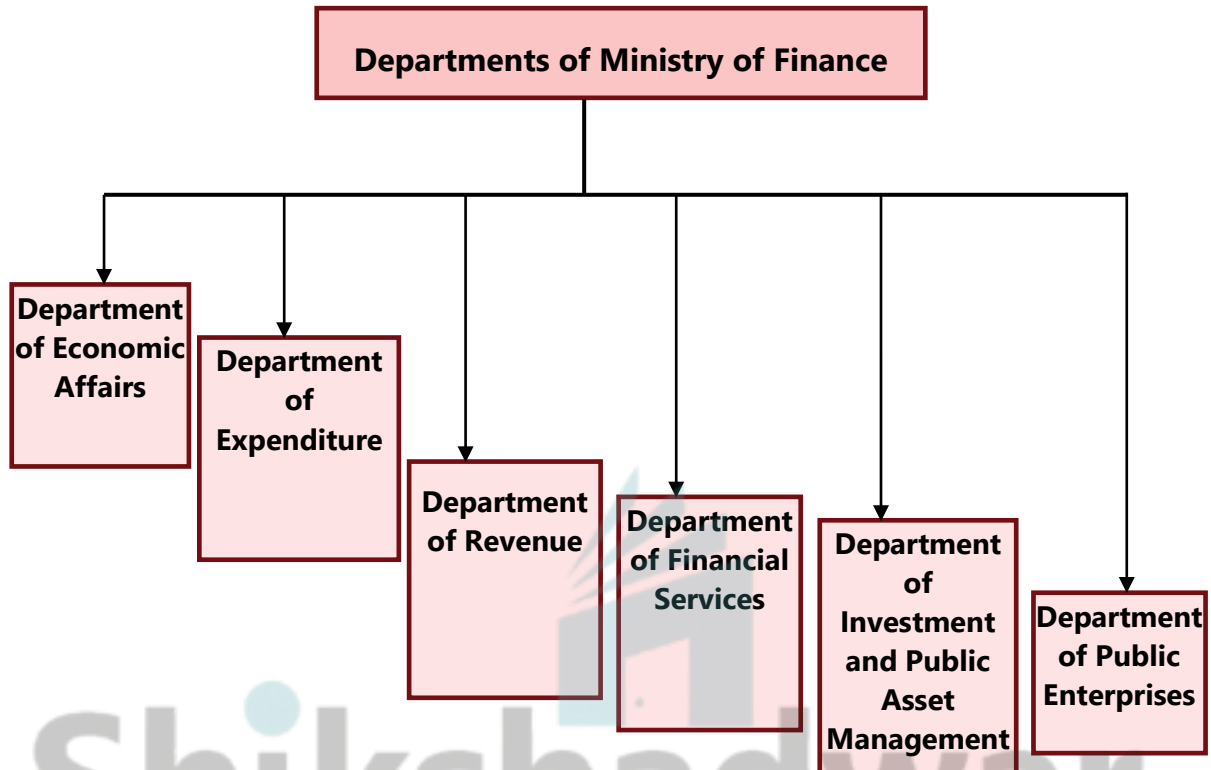 Departments of Ministry of Finance
Department
of Economic
Affairs
Department
of
Expenditure
Department
of Revenue
Department
of Financial
Services
Department
of
Investment
and Public
Asset
Management
Department
of Public
Enterprises
Shikshadwar